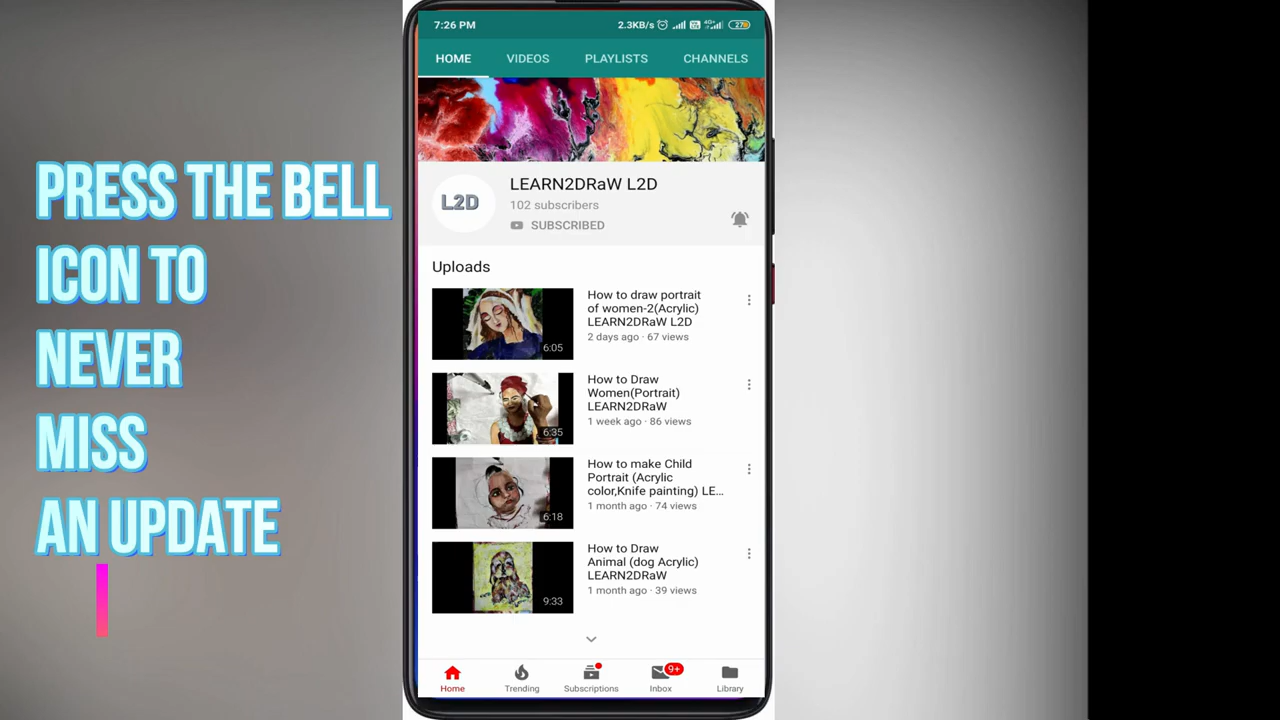 PRESS THE BELL
ICON TO
NEVER
MISS
AN UPDATE
7:26 PM
2.3KB/s 4G+ 27
HOME VIDEOS PLAYLISTS CHANNELS
L2D
LEARN2DRaW L2D
102 subscribers
SUBSCRIBED
Uploads
How to draw portrait
of women-2(Acrylic)
LEARN2DRaW L2D
2 days ago · 67 views
6:05
How to Draw
Women(Portrait)
LEARN2DRaW
1 week ago · 86 views
6:35
How to make Child
Portrait (Acrylic
color,Knife painting) LE...
1 month ago · 74 views
6:18
How to Draw
Animal (dog Acrylic)
LEARN2DRaW
1 month ago · 39 views
9:33
9+
Home Trending Subscriptions Inbox Library